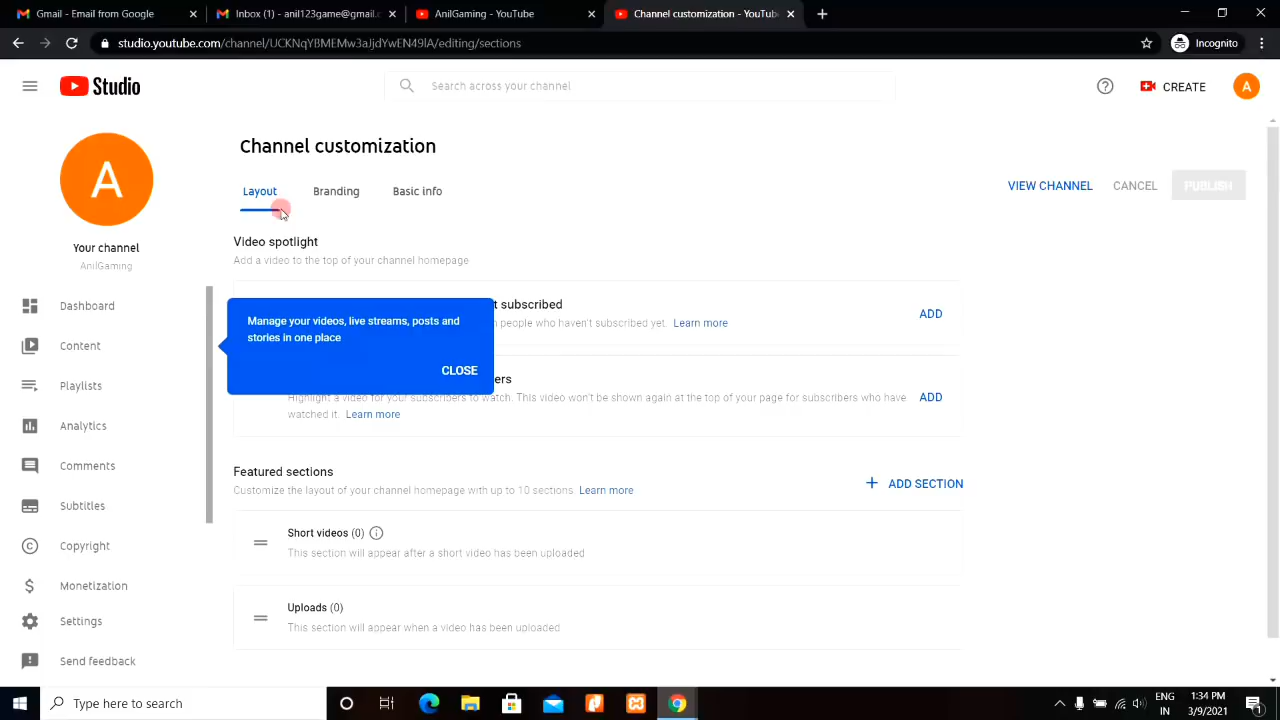 Gmail - Free Storage and Ema
Inbox (1) - anil123egame@gmail.c
AnilGaming - YouTube
Channel customization - YouTube
studio.youtube.com/channel/UCKNqYBMEMw3aJjdYwEN49lA/editing/sections
Incognito
Studio
Search across your channel
CREATE
A
Channel customization
Layout
Branding
Basic info
VIEW CHANNEL
CANCEL
PUBLISH
A
Your channel
AnilGaming
Dashboard
Content
Playlists
Analytics
Comments
Subtitles
Copyright
Monetization
Settings
Send feedback
Video spotlight
Add a video to the top of your channel homepage
t subscribed
people who haven't subscribed yet. Learn more
ADD
Manage your videos, live streams, posts and
stories in one place
CLOSE
ers
Highlight a video for your subscribers to watch. This video won't be shown again at the top of your page for subscribers who have
watched it. Learn more
ADD
Featured sections
Customize the layout of your channel homepage with up to 10 sections. Learn more
ADD SECTION
Short videos (0)
This section will appear after a short video has been uploaded
Uploads (0)
This section will appear when a video has been uploaded
Type here to search
ENG
IN
1:34 PM
3/9/2021